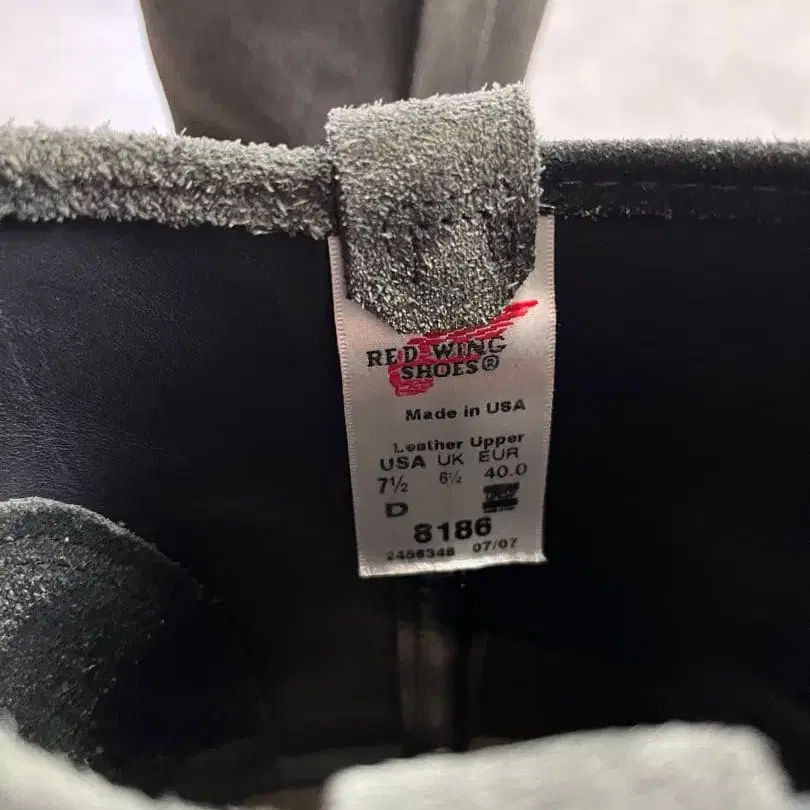 RED WING
SHOES®
Made in USA
Leather Upper
USA UK EUR
7½ 6½ 40.0
D
8186
2456348 07/07